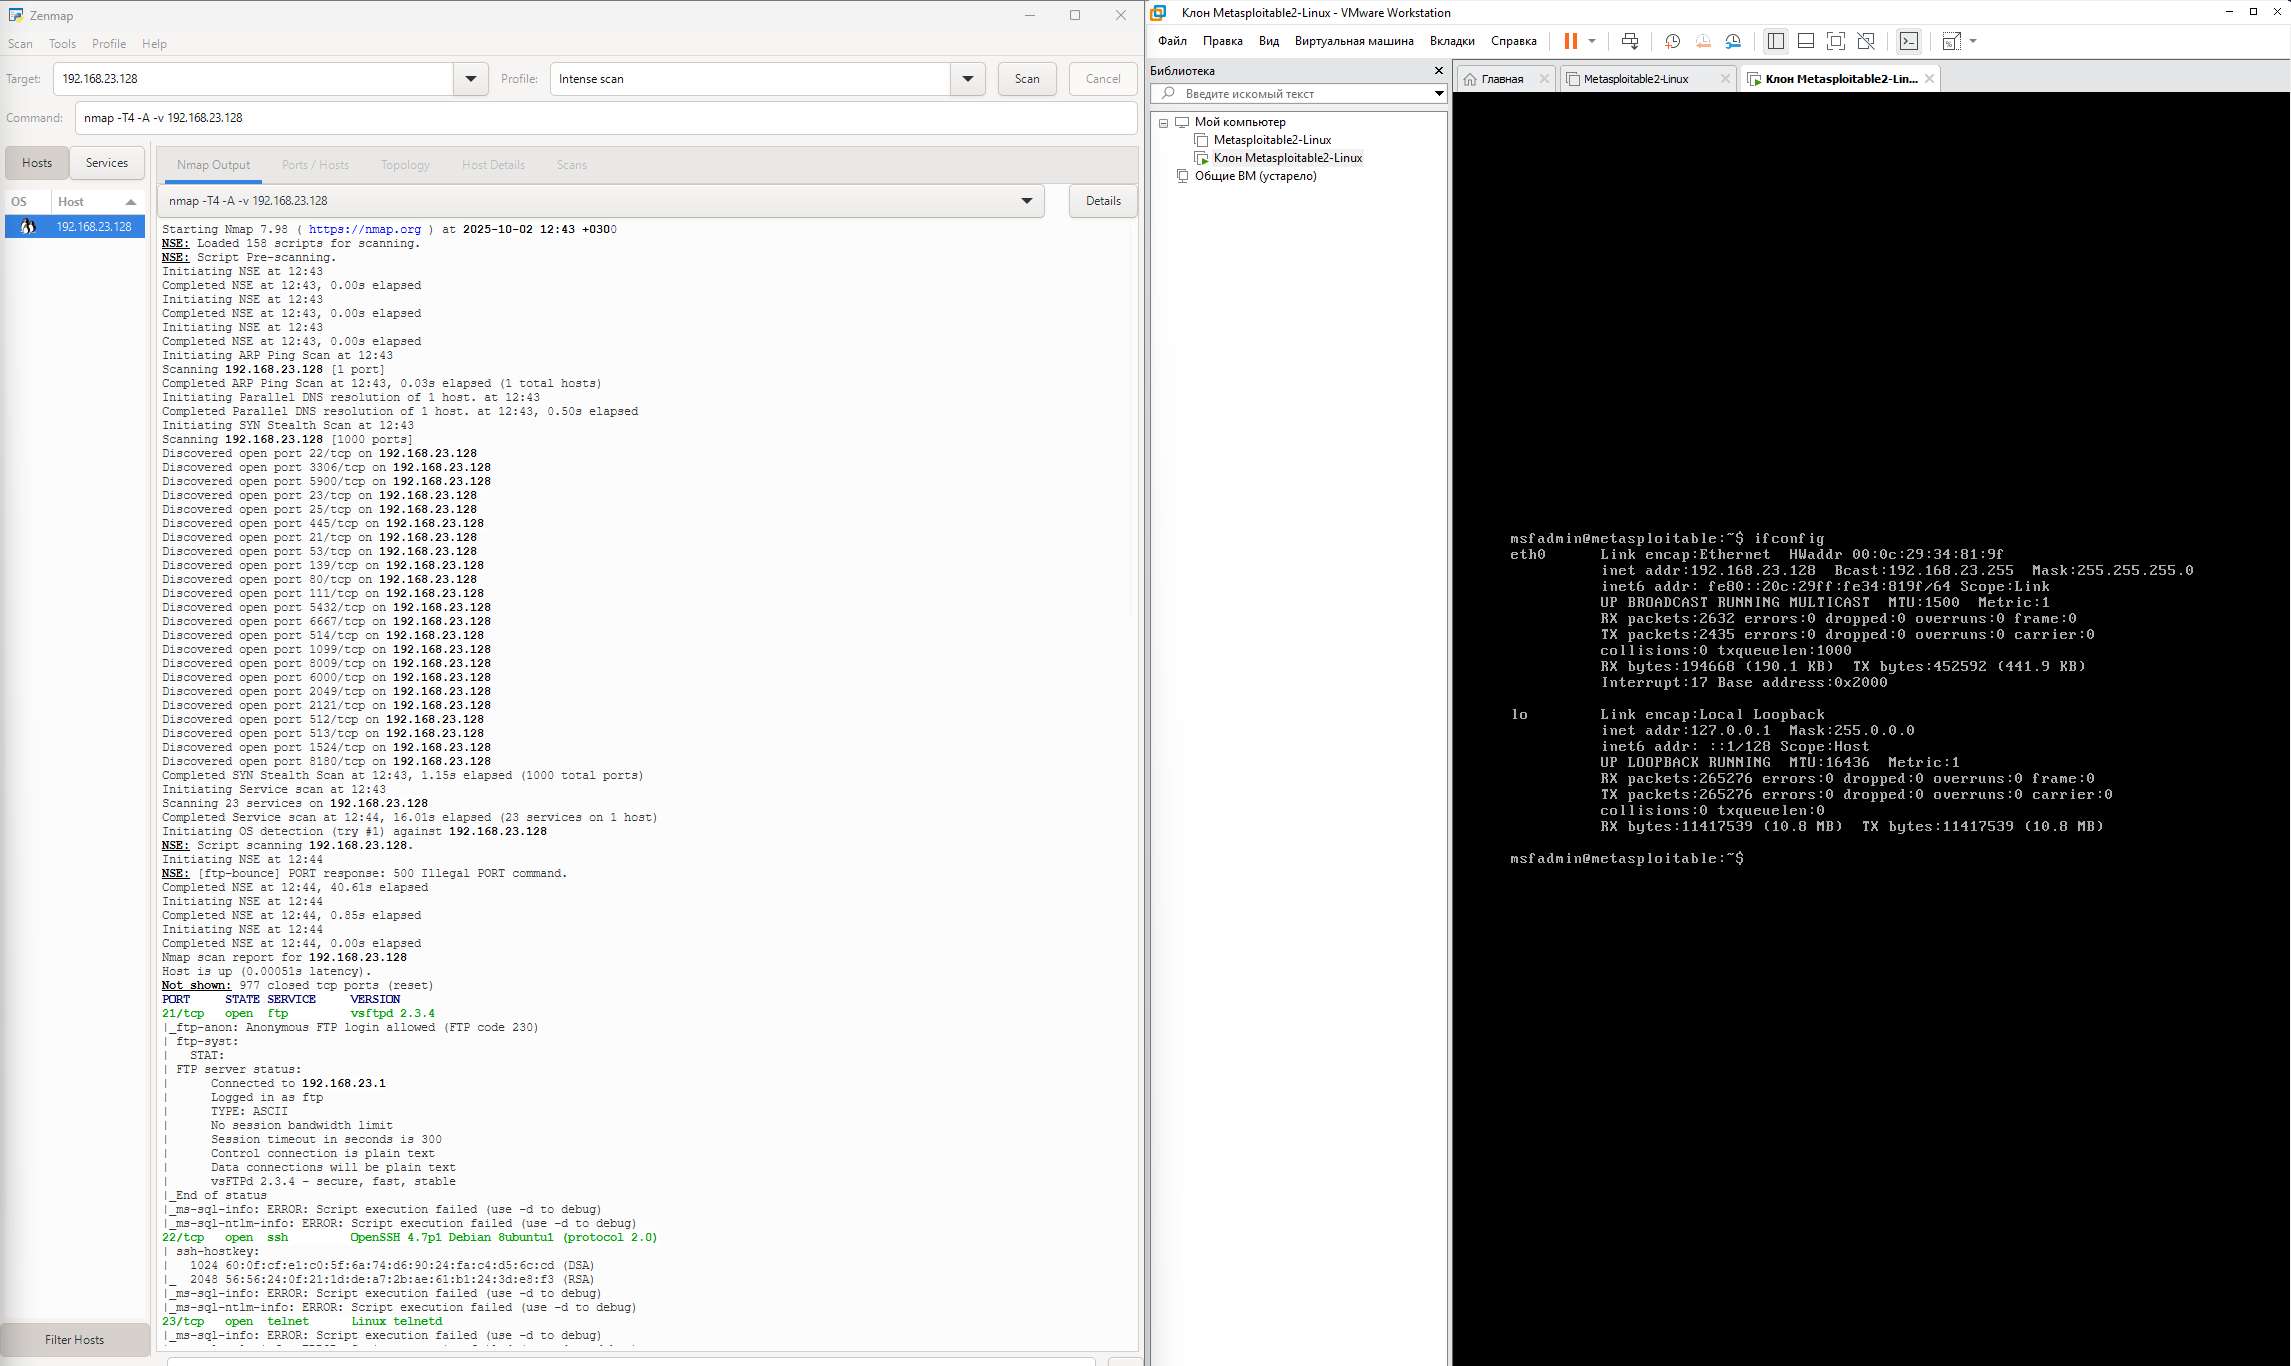 Zenmap
Scan Tools Profile Help
Target: 192.168.23.128 Profile: Intense scan Scan Cancel
Command: nmap -T4 -A -v 192.168.23.128
Hosts Services
OS Host
192.168.23.128
Filter Hosts
Nmap Output Ports / Hosts Topology Host Details Scans
nmap -T4 -A -v 192.168.23.128 Details
Starting Nmap 7.98 ( https://nmap.org ) at 2025-10-02 12:43 +0300
NSE: Loaded 158 scripts for scanning.
NSE: Script Pre-scanning.
Initiating NSE at 12:43
Completed NSE at 12:43, 0.00s elapsed
Initiating NSE at 12:43
Completed NSE at 12:43, 0.00s elapsed
Initiating NSE at 12:43
Completed NSE at 12:43, 0.00s elapsed
Initiating ARP Ping Scan at 12:43
Scanning 192.168.23.128 [1 port]
Completed ARP Ping Scan at 12:43, 0.03s elapsed (1 total hosts)
Initiating Parallel DNS resolution of 1 host. at 12:43
Completed Parallel DNS resolution of 1 host. at 12:43, 0.50s elapsed
Initiating SYN Stealth Scan at 12:43
Scanning 192.168.23.128 [1000 ports]
Discovered open port 22/tcp on 192.168.23.128
Discovered open port 3306/tcp on 192.168.23.128
Discovered open port 5900/tcp on 192.168.23.128
Discovered open port 23/tcp on 192.168.23.128
Discovered open port 25/tcp on 192.168.23.128
Discovered open port 445/tcp on 192.168.23.128
Discovered open port 21/tcp on 192.168.23.128
Discovered open port 53/tcp on 192.168.23.128
Discovered open port 139/tcp on 192.168.23.128
Discovered open port 80/tcp on 192.168.23.128
Discovered open port 111/tcp on 192.168.23.128
Discovered open port 5432/tcp on 192.168.23.128
Discovered open port 6667/tcp on 192.168.23.128
Discovered open port 514/tcp on 192.168.23.128
Discovered open port 1099/tcp on 192.168.23.128
Discovered open port 8009/tcp on 192.168.23.128
Discovered open port 6000/tcp on 192.168.23.128
Discovered open port 2049/tcp on 192.168.23.128
Discovered open port 2121/tcp on 192.168.23.128
Discovered open port 512/tcp on 192.168.23.128
Discovered open port 513/tcp on 192.168.23.128
Discovered open port 1524/tcp on 192.168.23.128
Discovered open port 8180/tcp on 192.168.23.128
Completed SYN Stealth Scan at 12:43, 1.15s elapsed (1000 total ports)
Initiating Service scan at 12:43
Scanning 23 services on 192.168.23.128
Completed Service scan at 12:44, 16.01s elapsed (23 services on 1 host)
Initiating OS detection (try #1) against 192.168.23.128
NSE: Script scanning 192.168.23.128.
Initiating NSE at 12:44
NSE: [ftp-bounce] PORT response: 500 Illegal PORT command.
Completed NSE at 12:44, 40.61s elapsed
Initiating NSE at 12:44
Completed NSE at 12:44, 0.85s elapsed
Initiating NSE at 12:44
Completed NSE at 12:44, 0.00s elapsed
Nmap scan report for 192.168.23.128
Host is up (0.00051s latency).
Not shown: 977 closed tcp ports (reset)
PORT STATE SERVICE VERSION
21/tcp open ftp vsftpd 2.3.4
|_ftp-anon: Anonymous FTP login allowed (FTP code 230)
| ftp-syst:
| STAT:
| FTP server status:
| Connected to 192.168.23.1
| Logged in as ftp
| TYPE: ASCII
| No session bandwidth limit
| Session timeout in seconds is 300
| Control connection is plain text
| Data connections will be plain text
| vsFTPd 2.3.4 - secure, fast, stable
|_End of status
|_ms-sql-info: ERROR: Script execution failed (use -d to debug)
|_ms-sql-ntlm-info: ERROR: Script execution failed (use -d to debug)
22/tcp open ssh OpenSSH 4.7p1 Debian 8ubuntu1 (protocol 2.0)
| ssh-hostkey:
| 1024 60:0f:cf:e1:c0:5f:6a:74:d6:90:24:fa:c4:d5:6c:cd (DSA)
|_ 2048 56:56:24:0f:21:1d:de:a7:2b:ae:61:b1:24:3d:e8:f3 (RSA)
|_ms-sql-info: ERROR: Script execution failed (use -d to debug)
|_ms-sql-ntlm-info: ERROR: Script execution failed (use -d to debug)
23/tcp open telnet Linux telnetd
|_ms-sql-info: ERROR: Script execution failed (use -d to debug)
Клон Metasploitable2-Linux - VMware Workstation
Файл Правка Вид Виртуальная машина Вкладки Справка
Библиотека
Введите искомый текст
Мой компьютер
Metasploitable2-Linux
Клон Metasploitable2-Linux
Общие ВМ (устарело)
Главная Metasploitable2-Linux Клон Metasploitable2-Lin...
msfadmin@metasploitable:~$ ifconfig
eth0 Link encap:Ethernet HWaddr 00:0c:29:34:81:9f
inet addr:192.168.23.128 Bcast:192.168.23.255 Mask:255.255.255.0
inet6 addr: fe80::20c:29ff:fe34:819f/64 Scope:Link
UP BROADCAST RUNNING MULTICAST MTU:1500 Metric:1
RX packets:2632 errors:0 dropped:0 overruns:0 frame:0
TX packets:2435 errors:0 dropped:0 overruns:0 carrier:0
collisions:0 txqueuelen:1000
RX bytes:194668 (190.1 KB) TX bytes:452592 (441.9 KB)
Interrupt:17 Base address:0x2000
lo Link encap:Local Loopback
inet addr:127.0.0.1 Mask:255.0.0.0
inet6 addr: ::1/128 Scope:Host
UP LOOPBACK RUNNING MTU:16436 Metric:1
RX packets:265276 errors:0 dropped:0 overruns:0 frame:0
TX packets:265276 errors:0 dropped:0 overruns:0 carrier:0
collisions:0 txqueuelen:0
RX bytes:11417539 (10.8 MB) TX bytes:11417539 (10.8 MB)
msfadmin@metasploitable:~$